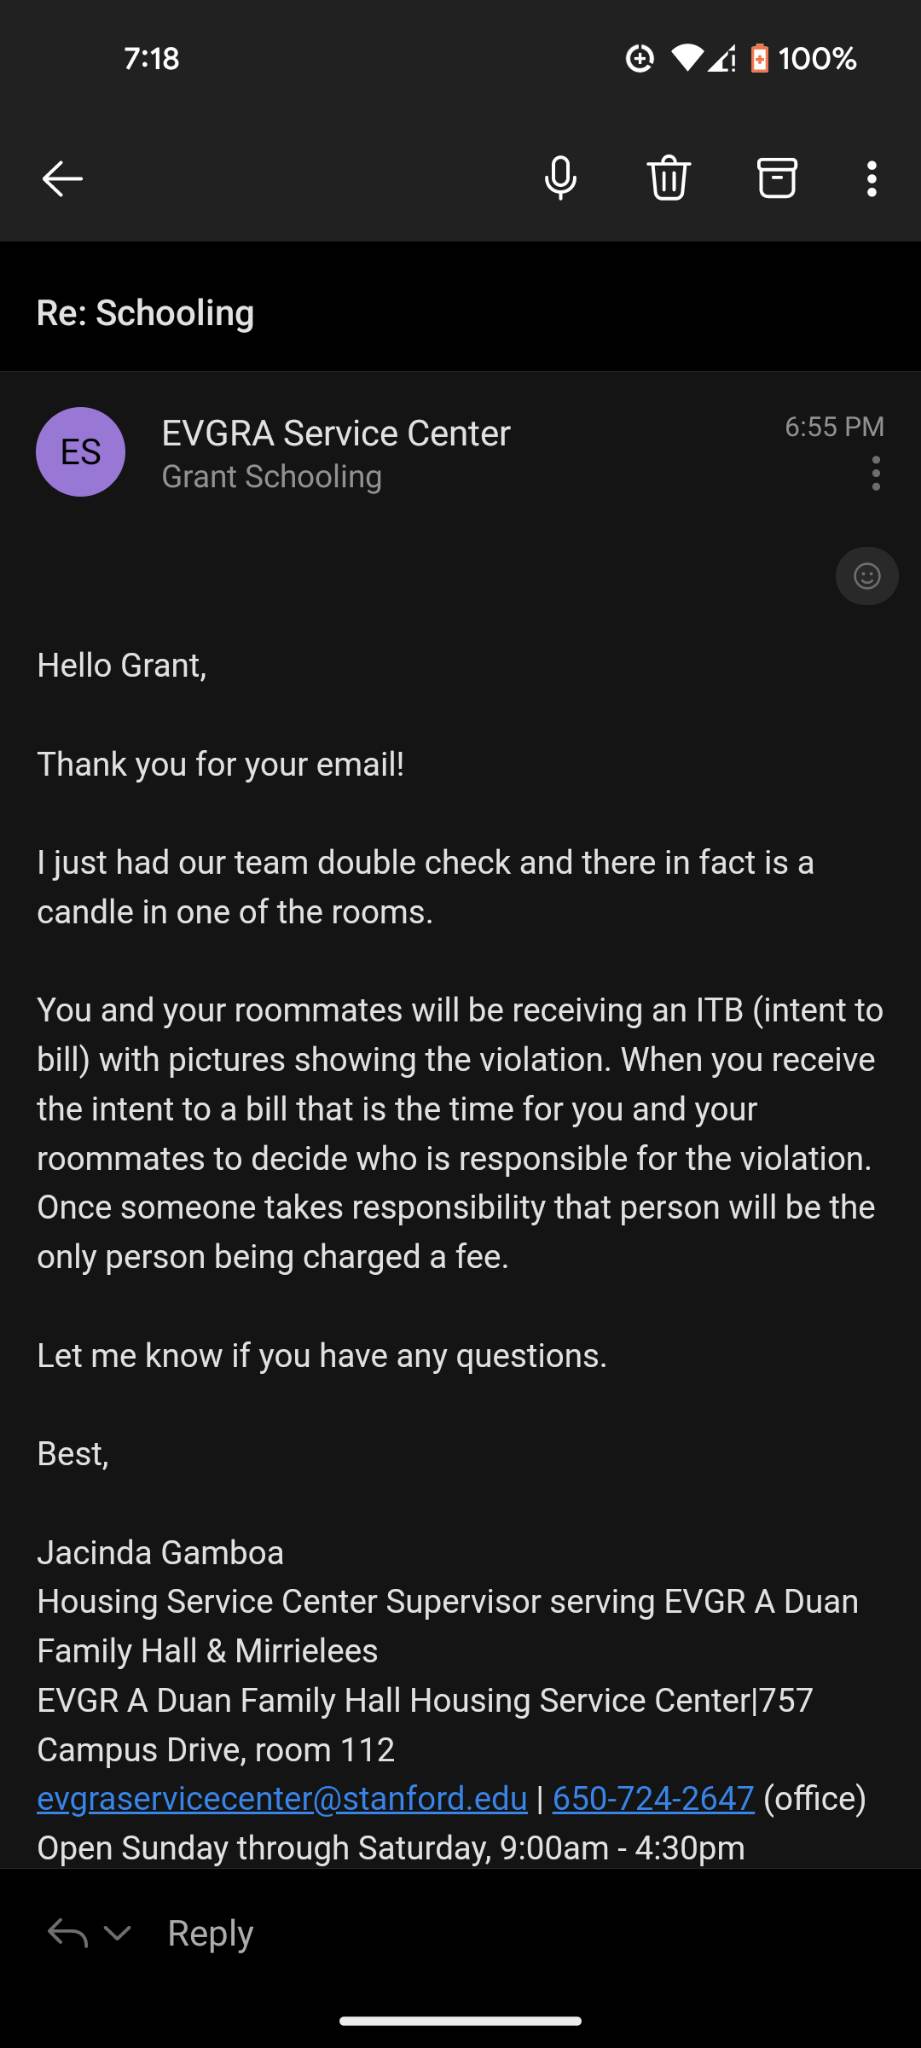 7:18
100%
Re: Schooling
ES
EVGRA Service Center
6:55 PM
Grant Schooling
Hello Grant,
Thank you for your email!
I just had our team double check and there in fact is a
candle in one of the rooms.
You and your roommates will be receiving an ITB (intent to
bill) with pictures showing the violation. When you receive
the intent to a bill that is the time for you and your
roommates to decide who is responsible for the violation.
Once someone takes responsibility that person will be the
only person being charged a fee.
Let me know if you have any questions.
Best,
Jacinda Gamboa
Housing Service Center Supervisor serving EVGR A Duan
Family Hall & Mirrielees
EVGR A Duan Family Hall Housing Service Center|757
Campus Drive, room 112
evgraservicecenter@stanford.edu | 650-724-2647 (office)
Open Sunday through Saturday, 9:00am - 4:30pm
Reply